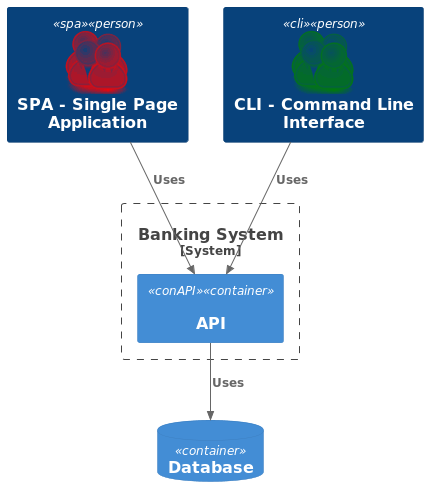 «spa»«person»
SPA - Single Page
Application
«cli»«person»
CLI - Command Line
Interface
Uses
Uses
Banking System
[System]
«conAPI»«container»
API
Uses
«container»
Database